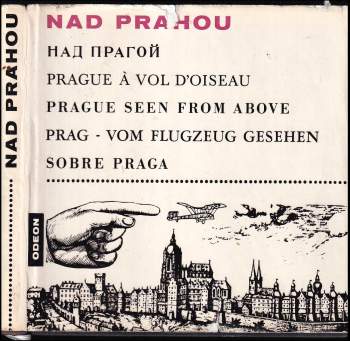 NAD PRAHOU
NAD PRAHOU
НАД ПРАГОЙ
PRAGUE À VOL D'OISEAU
PRAGUE SEEN FROM ABOVE
PRAG - VOM FLUGZEUG GESEHEN
SOBRE PRAGA
ODEON